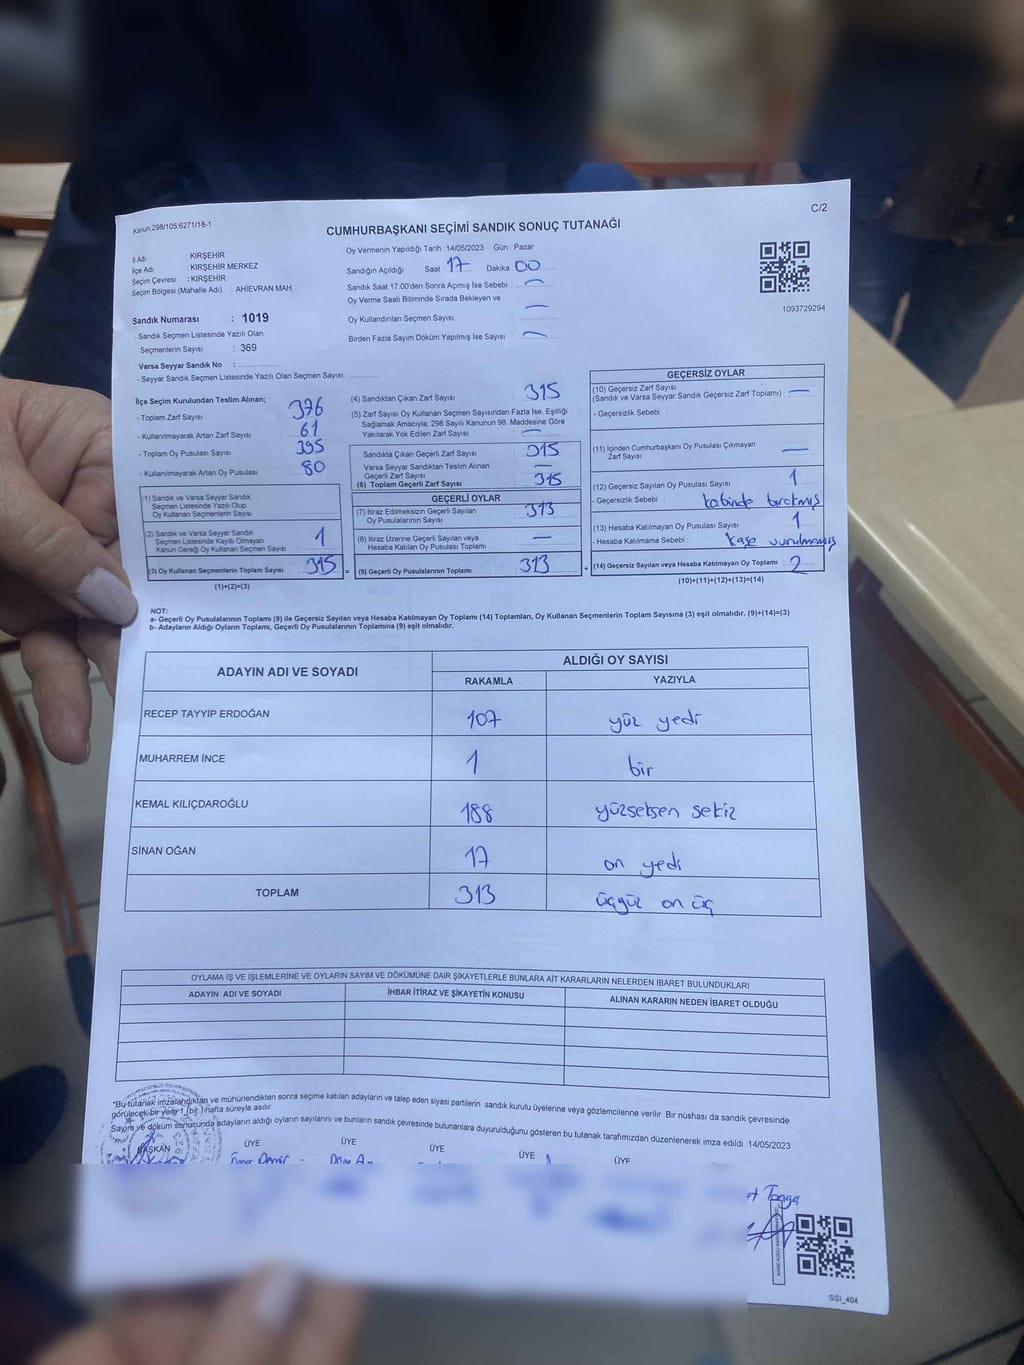 Kanun.298/105:6271/18-1
C/2
CUMHURBAŞKANI SEÇİMİ SANDIK SONUÇ TUTANAĞI
İl Adı : KIRŞEHİR
İlçe Adı : KIRŞEHİR MERKEZ
Seçim Çevresi : KIRŞEHİR
Seçim Bölgesi (Mahalle Adı) : AHİEVRAN MAH.
Sandık Numarası : 1019
- Sandık Seçmen Listesinde Yazılı Olan
Seçmenlerin Sayısı : 369
Varsa Seyyar Sandık No :
- Seyyar Sandık Seçmen Listesinde Yazılı Olan Seçmen Sayısı:
Oy Vermenin Yapıldığı Tarih: 14/05/2023 Gün : Pazar
Sandığın Açıldığı Saat 17 Dakika 00
Sandık Saat 17.00'den Sonra Açımış İse Sebebi : —
Oy Verme Saati Bitiminde Sırada Bekleyen ve
Oy Kullandırılan Seçmen Sayısı : —
Birden Fazla Sayım Döküm Yapılmış İse Sayısı : —
1093729294
İlçe Seçim Kurulundan Teslim Alınan;
- Toplam Zarf Sayısı : 376
- Kullanılmayarak Artan Zarf Sayısı : 61
- Toplam Oy Pusulası Sayısı : 395
- Kullanılmayarak Artan Oy Pusulası : 80
(1) Sandık ve Varsa Seyyar Sandık
Seçmen Listesinde Yazılı Olup
Oy Kullanan Seçmenlerin Sayısı
(2) Sandık ve Varsa Seyyar Sandık
Seçmen Listesinde Kayıtlı Olmayan
Kanun Gereği Oy Kullanan Seçmen Sayısı : 1
(3) Oy Kullanan Seçmenlerin Toplam Sayısı : 315 =
(1)+(2)=(3)
(4) Sandıktan Çıkan Zarf Sayısı : 315
(5) Zarf Sayısı Oy Kullanan Seçmen Sayısından Fazla İse, Eşitliği
Sağlamak Amacıyla; 298 Sayılı Kanunun 98. Maddesine Göre
Yakılarak Yok Edilen Zarf Sayısı : —
Sandıkta Çıkan Geçerli Zarf Sayısı : 315
Varsa Seyyar Sandıktan Teslim Alınan
Geçerli Zarf Sayısı : —
(6) Toplam Geçerli Zarf Sayısı : 315
GEÇERLİ OYLAR
(7) İtiraz Edilmeksizin Geçerli Sayılan
Oy Pusulalarının Sayısı : 313
(8) İtiraz Üzerine Geçerli Sayılan veya
Hesaba Katılan Oy Pusulası Toplamı : —
(9) Geçerli Oy Pusulalarının Toplamı : 313 +
GEÇERSİZ OYLAR
(10) Geçersiz Zarf Sayısı
(Sandık ve Varsa Seyyar Sandık Geçersiz Zarf Toplamı) : —
- Geçersizlik Sebebi :
(11) İçinden Cumhurbaşkanı Oy Pusulası Çıkmayan
Zarf Sayısı : —
(12) Geçersiz Sayılan Oy Pusulası Sayısı : 1
- Geçersizlik Sebebi : kabinde bırakmış
(13) Hesaba Katılmayan Oy Pusulası Sayısı : 1
- Hesaba Katılmama Sebebi : Kaşe vurulmamış
(14) Geçersiz Sayılan veya Hesaba Katılmayan Oy Toplamı : 2
(10)+(11)+(12)+(13)=(14)
NOT:
a- Geçerli Oy Pusulalarının Toplamı (9) ile Geçersiz Sayılan veya Hesaba Katılmayan Oy Toplamı (14) Toplamları, Oy Kullanan Seçmenlerin Toplam Sayısına (3) eşit olmalıdır. (9)+(14)=(3)
b- Adayların Aldığı Oyların Toplamı, Geçerli Oy Pusulalarının Toplamına (9) eşit olmalıdır.
ADAYIN ADI VE SOYADI
ALDIĞI OY SAYISI
RAKAMLA YAZIYLA
RECEP TAYYİP ERDOĞAN 107 yüz yedi
MUHARREM İNCE 1 bir
KEMAL KILIÇDAROĞLU 188 yüzseksen sekiz
SİNAN OĞAN 17 on yedi
TOPLAM 313 üçyüz on üç
OYLAMA İŞ VE İŞLEMLERİNE VE OYLARIN SAYIM VE DÖKÜMÜNE DAİR ŞİKAYETLERLE BUNLARA AİT KARARLARIN NELERDEN İBARET BULUNDUKLARI
ADAYIN ADI VE SOYADI İHBAR İTİRAZ VE ŞİKAYETİN KONUSU ALINAN KARARIN NEDEN İBARET OLDUĞU
*Bu tutanak imzalandıktan ve mühürlendikten sonra seçime katılan adayların ve talep eden siyasi partilerin sandık kurulu üyelerine veya gözlemcilerine verilir. Bir nüshası da sandık çevresinde
görülecek bir yere 1 (bir ) hafta süreyle asılır.
Sayım ve döküm sonucunda adayların aldığı oyların sayılarını ve bunların sandık çevresinde bulunanlara duyurulduğunu gösteren bu tutanak tarafımızdan düzenlenerek imza edildi. 14/05/2023
BAŞKAN ÜYE ÜYE ÜYE ÜYE ÜYE
SSI_404